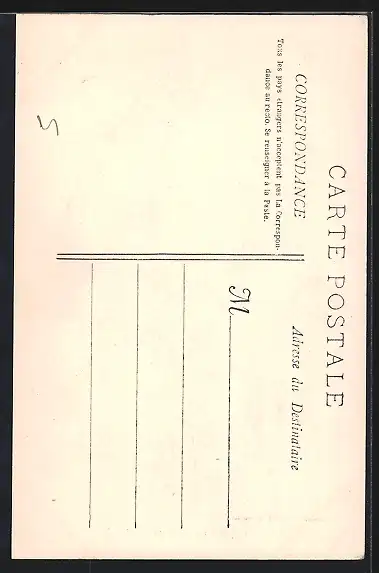 CARTE POSTALE
CORRESPONDANCE
Tous les pays étrangers n'acceptent pas la Correspon-
dance au recto. Se renseigner à la Poste.
Adresse du Destinataire
M
5